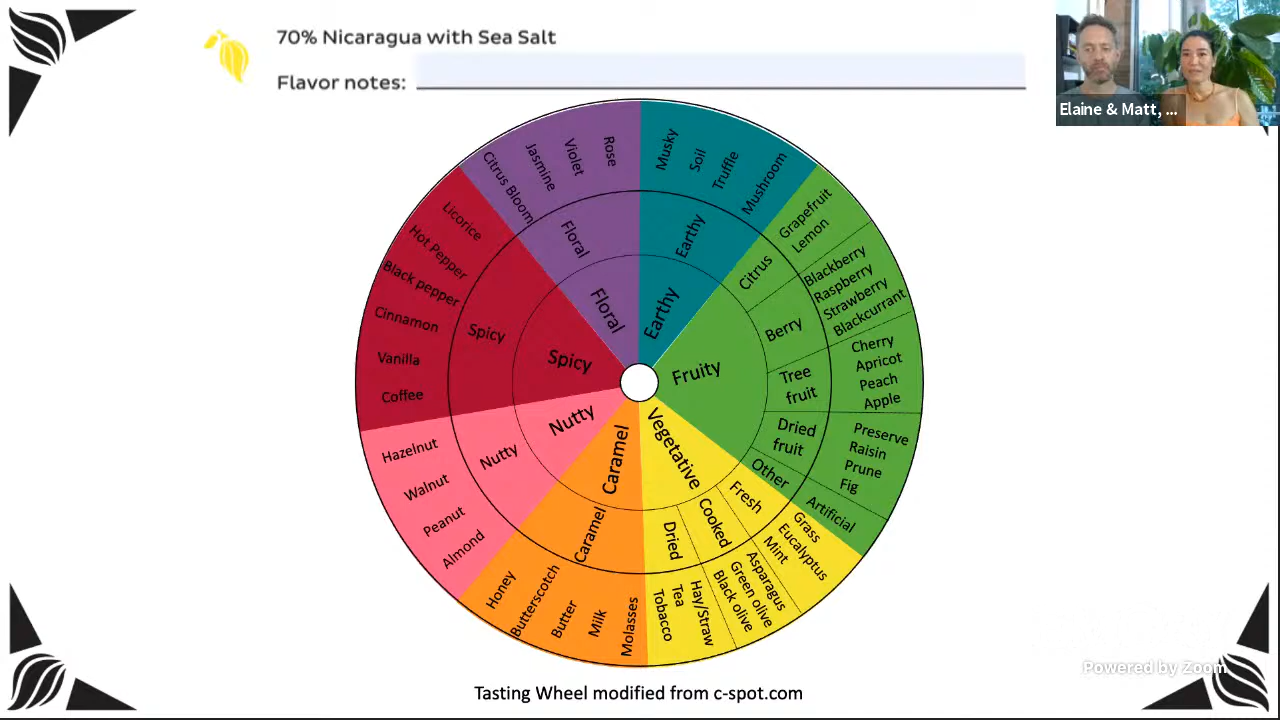 70% Nicaragua with Sea Salt
Flavor notes:
Elaine & Matt, ...
Floral
Earthy
Fruity
Vegetative
Caramel
Nutty
Spicy
Floral
Earthy
Citrus
Berry
Tree
fruit
Dried
fruit
Other
Fresh
Cooked
Dried
Caramel
Nutty
Spicy
Citrus Bloom
Jasmine
Violet
Rose
Musky
Soil
Truffle
Mushroom
Grapefruit
Lemon
Blackberry
Raspberry
Strawberry
Blackcurrant
Cherry
Apricot
Peach
Apple
Preserve
Raisin
Prune
Fig
Artificial
Grass
Eucalyptus
Mint
Asparagus
Green olive
Black olive
Hay/Straw
Tea
Tobacco
Molasses
Milk
Butter
Butterscotch
Honey
Almond
Peanut
Walnut
Hazelnut
Coffee
Vanilla
Cinnamon
Black pepper
Hot Pepper
Licorice
Powered by Zoom
Tasting Wheel modified from c-spot.com